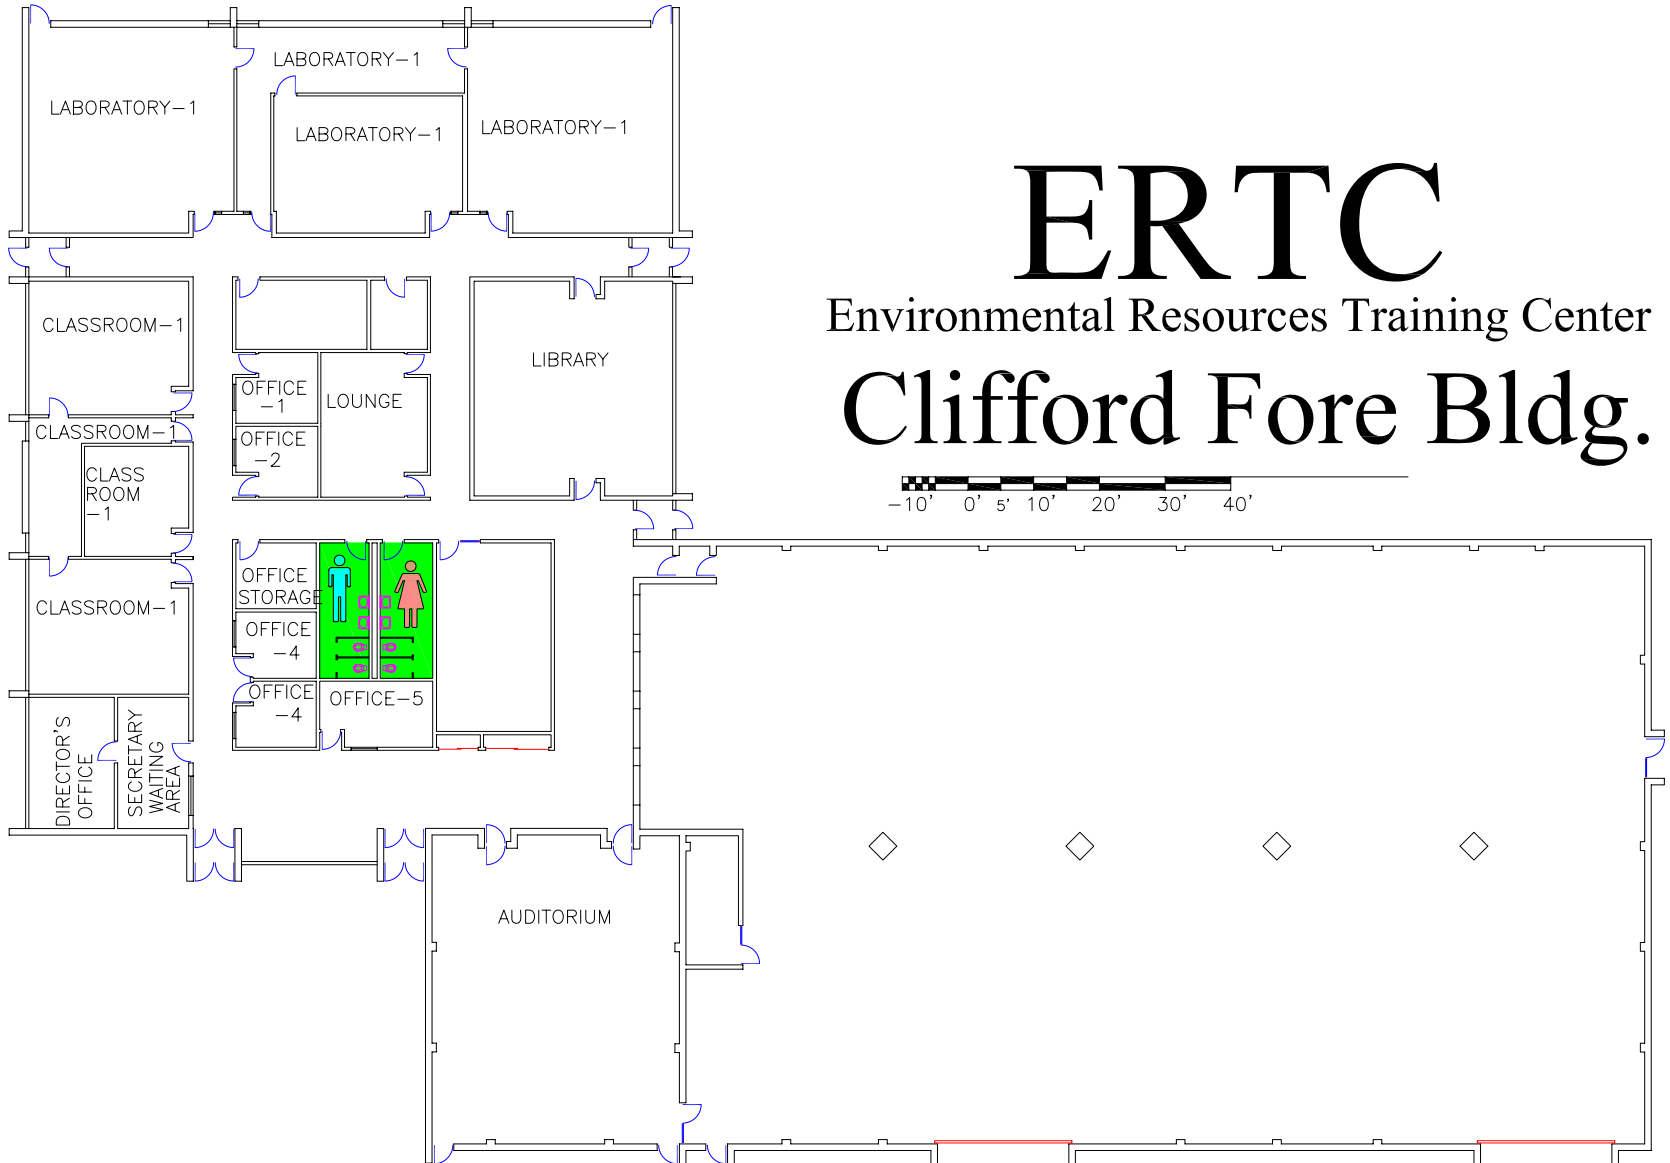 LABORATORY-1
LABORATORY-1
LABORATORY-1
LABORATORY-1
ERTC
Environmental Resources Training Center
Clifford Fore Bldg.
-10' 0' 5' 10' 20' 30' 40'
CLASSROOM-1
CLASSROOM-1
CLASS
ROOM
-1
CLASSROOM-1
OFFICE
-1
OFFICE
-2
LOUNGE
LIBRARY
OFFICE
STORAGE
OFFICE
-4
OFFICE
-4
OFFICE-5
DIRECTOR'S
OFFICE
SECRETARY
WAITING
AREA
AUDITORIUM